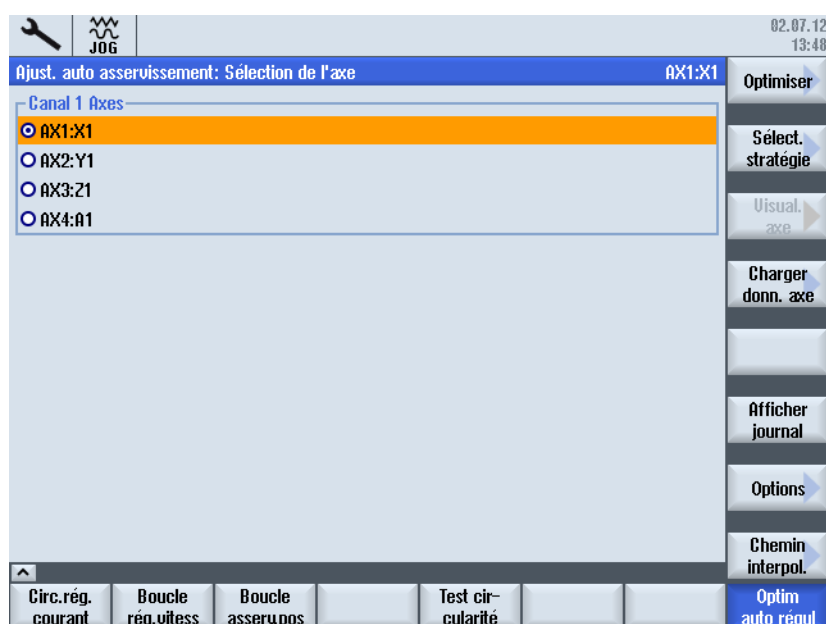 JOG
02.07.12
13:48
Ajust. auto asservissement: Sélection de l'axe AX1:X1
Canal 1 Axes
AX1:X1
AX2:Y1
AX3:Z1
AX4:A1
Optimiser
Sélect.
stratégie
Visual.
axe
Charger
donn. axe
Afficher
journal
Options
Chemin
interpol.
Circ.rég.
courant
Boucle
rég.vitess
Boucle
asserv.pos
Test cir-
cularité
Optim
auto régul